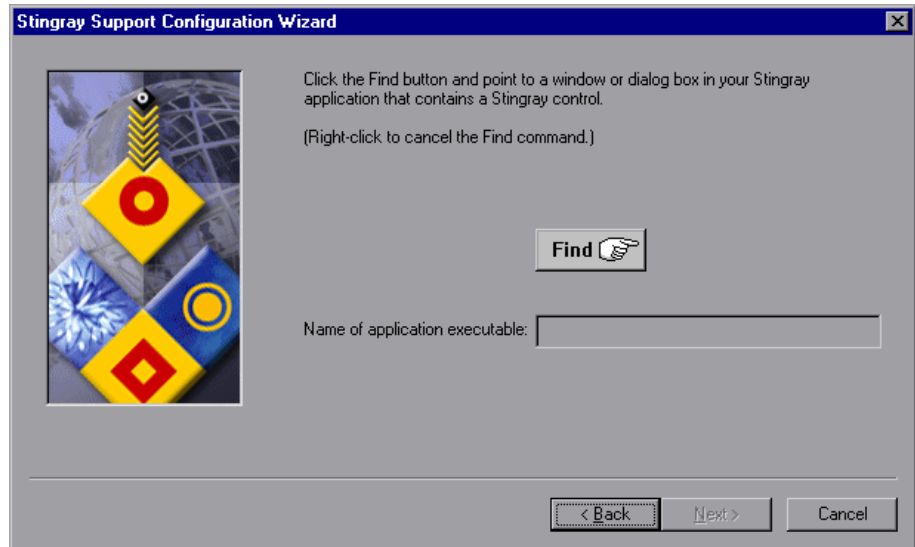 Stingray Support Configuration Wizard
Click the Find button and point to a window or dialog box in your Stingray
application that contains a Stingray control.
(Right-click to cancel the Find command.)
Find
Name of application executable:
< Back
Next >
Cancel